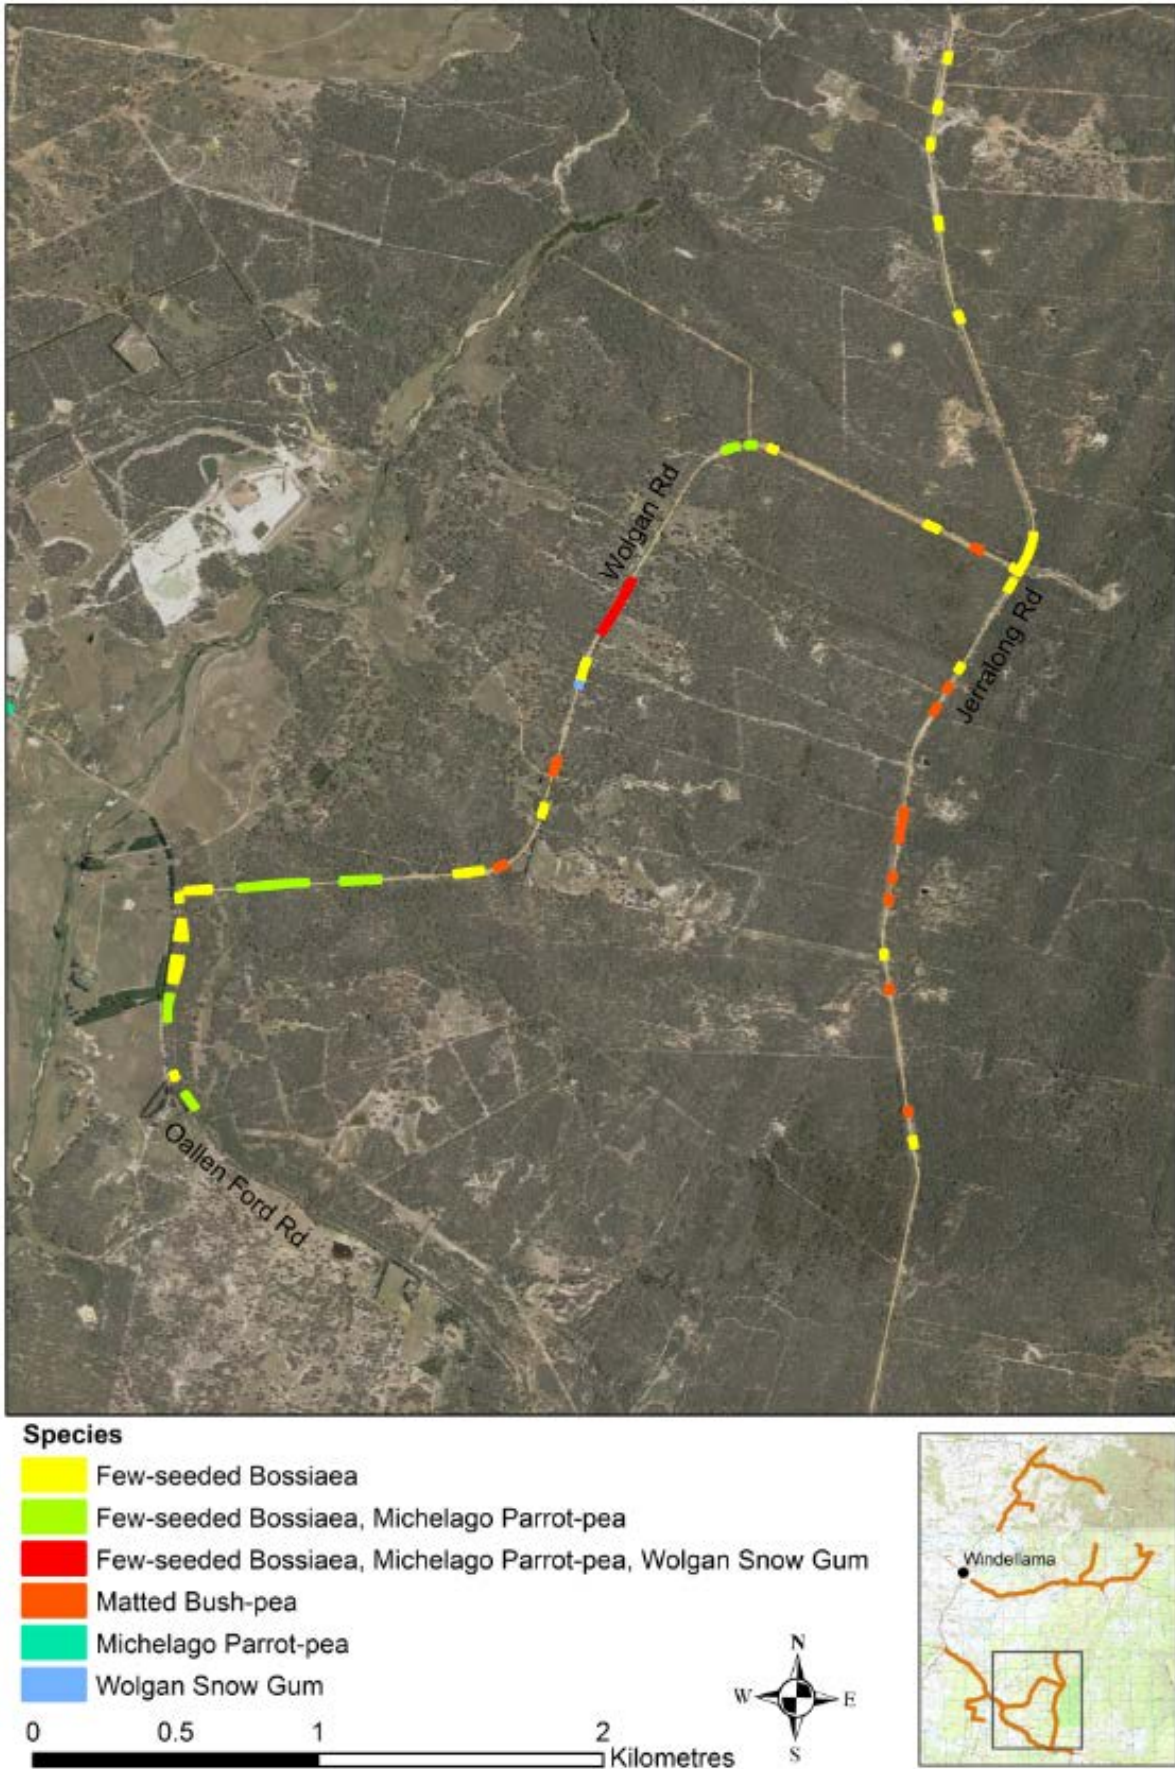 Wolgan Rd
Jerralong Rd
Oallen Ford Rd
Species
Few-seeded Bossiaea
Few-seeded Bossiaea, Michelago Parrot-pea
Few-seeded Bossiaea, Michelago Parrot-pea, Wolgan Snow Gum
Matted Bush-pea
Michelago Parrot-pea
Wolgan Snow Gum
0 0.5 1 2
Kilometres
N
W E
S
Windellama